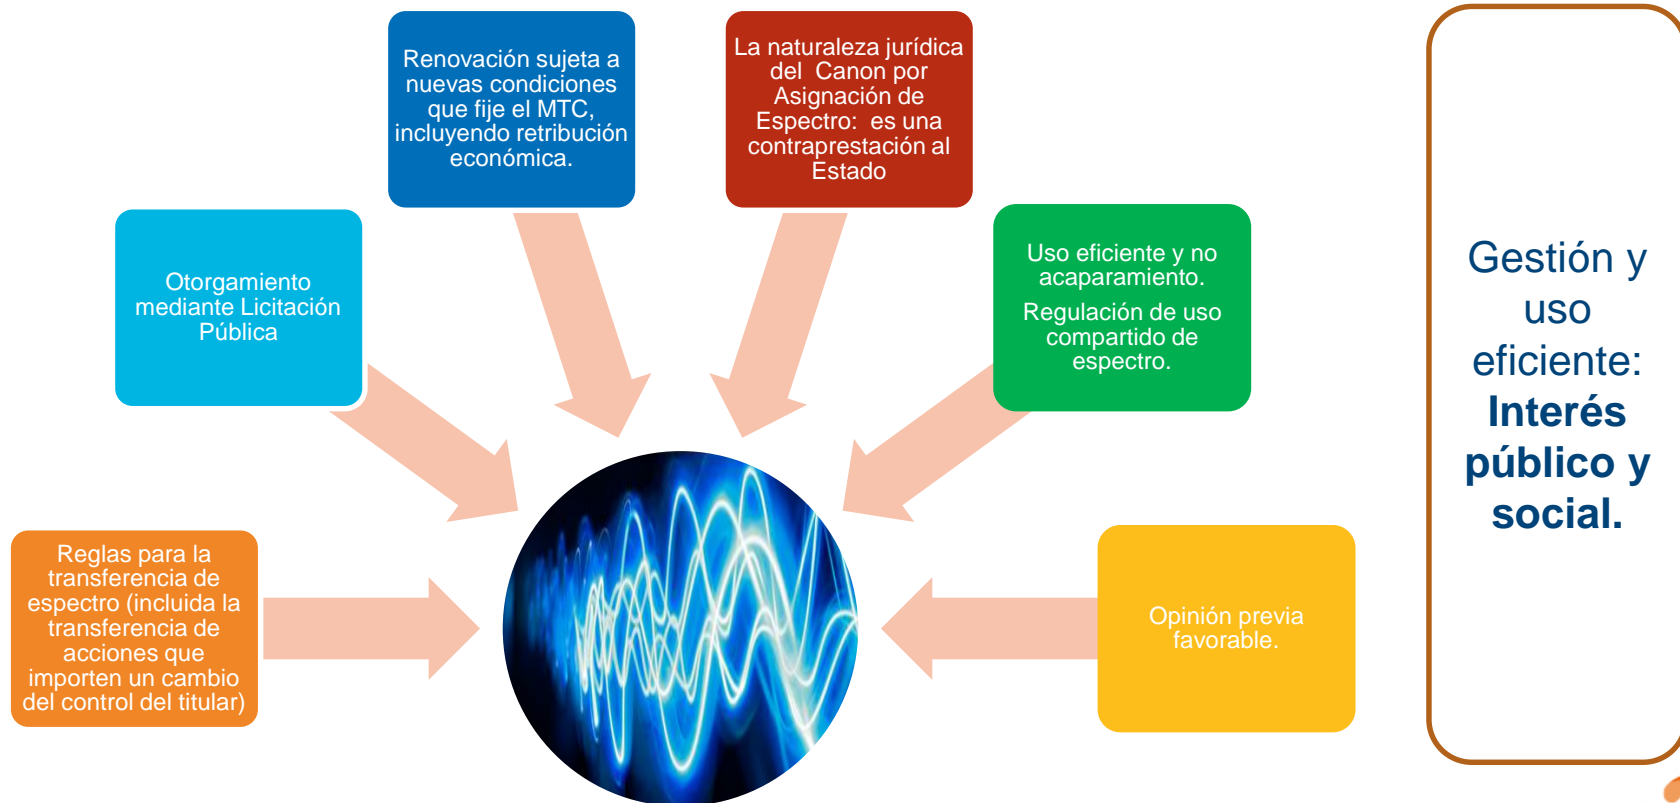 Renovación sujeta a
nuevas condiciones
que fije el MTC,
incluyendo retribución
económica.
La naturaleza jurídica
del Canon por
Asignación de
Espectro: es una
contraprestación al
Estado
Otorgamiento
mediante Licitación
Pública
Uso eficiente y no
acaparamiento.
Regulación de uso
compartido de
espectro.
Reglas para la
transferencia de
espectro (incluida la
transferencia de
acciones que
importen un cambio
del control del titular)
Opinión previa
favorable.
Gestión y
uso
eficiente:
Interés
público y
social.